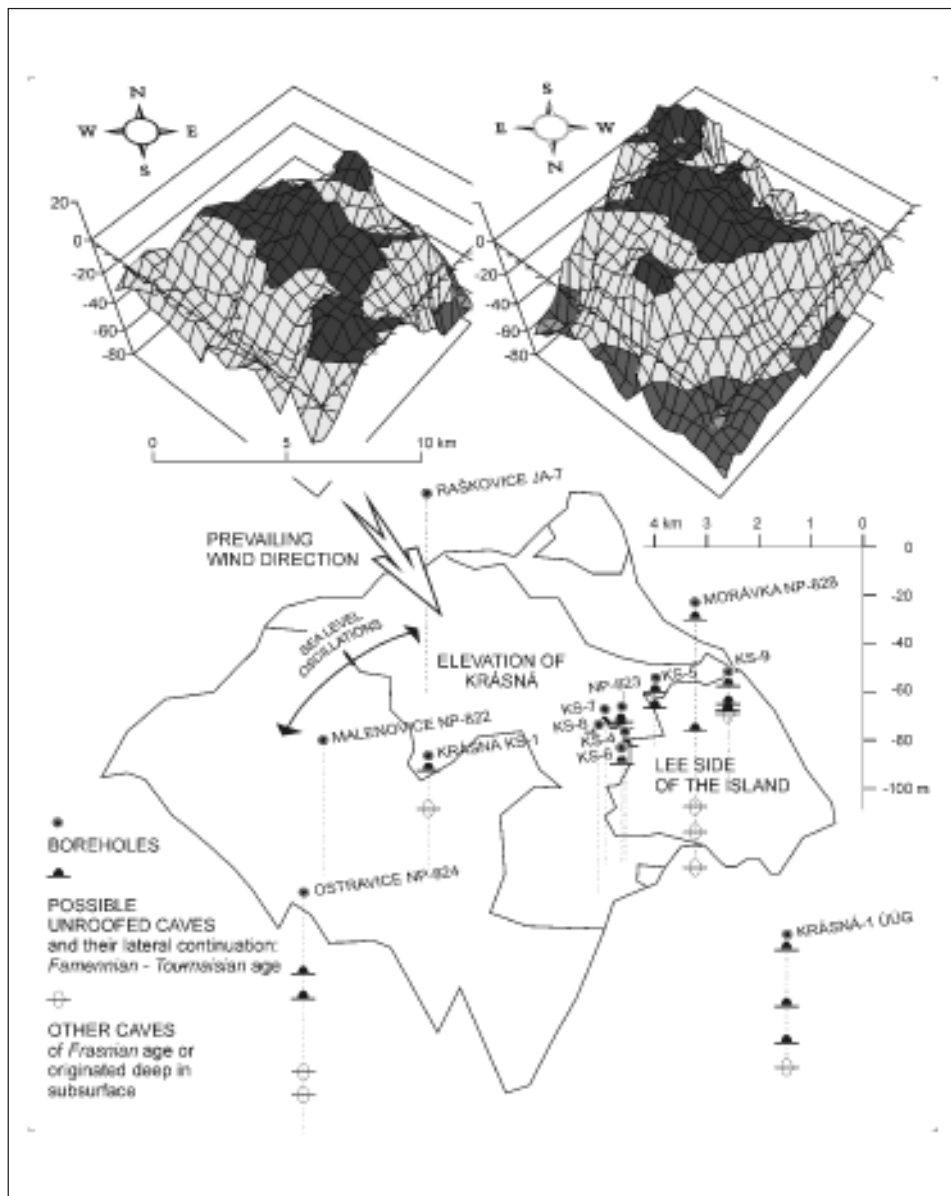 N
W E
S
S
E W
N
20
0
-20
-40
-60
-80
0
-20
-40
-60
-80
0 5 10 km
RAŠKOVICE JA-7
PREVAILING
WIND DIRECTION
4 km 3 2 1 0
0
-20
-40
-60
-80
-100 m
MORÁVKA NP-828
SEA LEVEL
OSCILLATIONS
ELEVATION OF
KRÁSNÁ
KS-9
KS-5
NP-823
KS-7
KS-8
KS-4
KS-6
MALENOVICE NP-822
KRÁSNÁ KS-1
LEE SIDE
OF THE ISLAND
BOREHOLES
OSTRAVICE NP-824
POSSIBLE
UNROOFED CAVES
and their lateral continuation:
Famennian - Tournaisian age
KRÁSNÁ-1 ÚÚG
OTHER CAVES
of Frasnian age or
originated deep in
subsurface